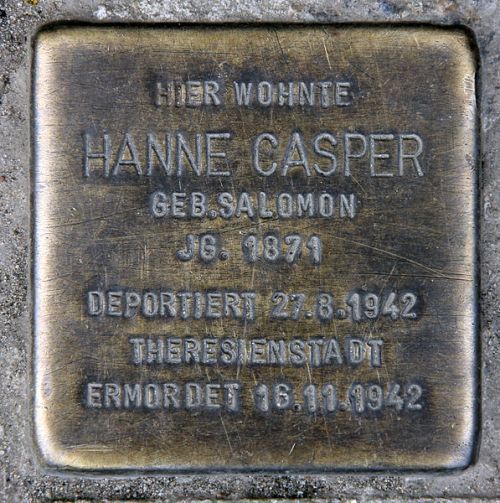 HIER WOHNTE
HANNE CASPER
GEB.SALOMON
JG. 1871
DEPORTIERT 27.8.1942
THERESIENSTADT
ERMORDET 16.11.1942